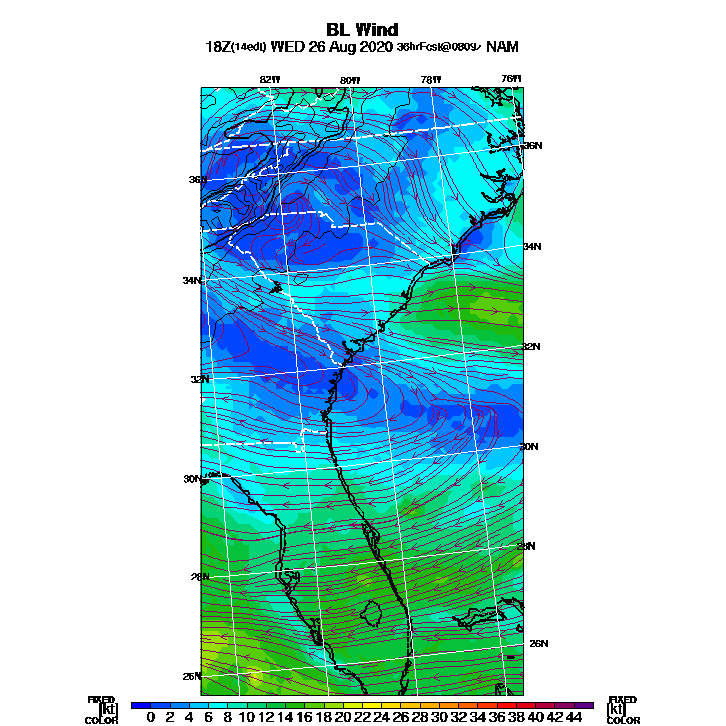 BL Wind
18Z(14edt) WED 26 Aug 2020 36hrFcst@0809z NAM
82W 80W 78W 76W
36N
36N
34N
34N
32N
32N
30N
30N
28N
28N
26N
26N
FIXED FIXED
[kt] 0 2 4 6 8 10 12 14 16 18 20 22 24 26 28 30 32 34 36 38 40 42 44 [kt]
COLOR COLOR